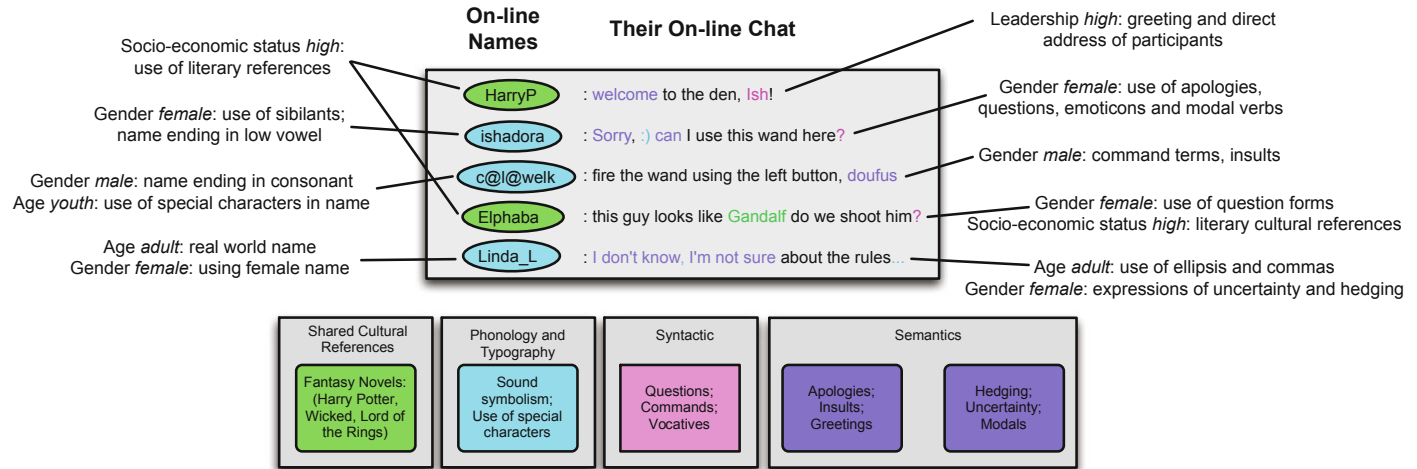 On-line
Names
Their On-line Chat
Socio-economic status high:
use of literary references
Gender female: use of sibilants;
name ending in low vowel
Gender male: name ending in consonant
Age youth: use of special characters in name
Age adult: real world name
Gender female: using female name
HarryP : welcome to the den, Ish!
ishadora : Sorry, :) can I use this wand here?
c@l@welk : fire the wand using the left button, doufus
Elphaba : this guy looks like Gandalf do we shoot him?
Linda_L : I don't know, I'm not sure about the rules...
Leadership high: greeting and direct
address of participants
Gender female: use of apologies,
questions, emoticons and modal verbs
Gender male: command terms, insults
Gender female: use of question forms
Socio-economic status high: literary cultural references
Age adult: use of ellipsis and commas
Gender female: expressions of uncertainty and hedging
Shared Cultural
References
Fantasy Novels:
(Harry Potter,
Wicked, Lord of
the Rings)
Phonology and
Typography
Sound
symbolism;
Use of special
characters
Syntactic
Questions;
Commands;
Vocatives
Semantics
Apologies;
Insults;
Greetings
Hedging;
Uncertainty;
Modals